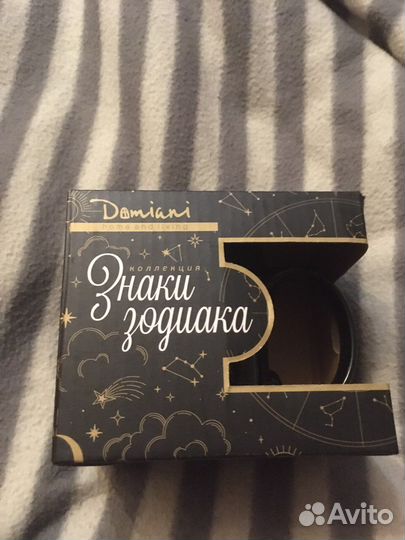 Damiani
home and living
КОЛЛЕКЦИЯ
Знаки
зодиака
Avito